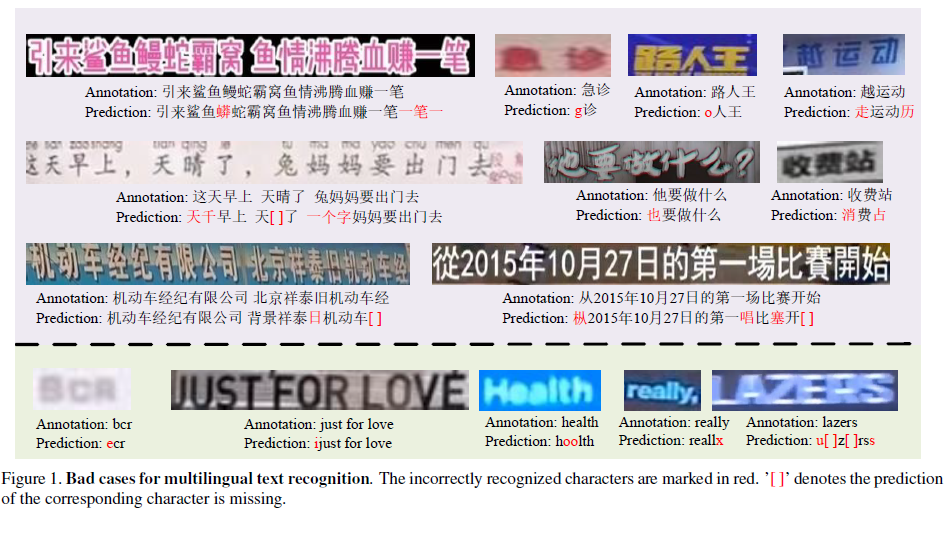 引来鲨鱼鳗蛇霸窝 鱼情沸腾血赚一笔
Annotation: 引来鲨鱼鳗蛇霸窝鱼情沸腾血赚一笔
Prediction: 引来鲨鱼蟒蛇霸窝鱼情沸腾血赚一笔一笔一
急诊
Annotation: 急诊
Prediction: g诊
路人王
Annotation: 路人王
Prediction: o人王
越运动
Annotation: 越运动
Prediction: 走运动历
zhè tiān zǎo shang tiān qíng le tù mā ma yào chū mén qù
这天早上，天晴了，兔妈妈要出门去
Annotation: 这天早上 天晴了 兔妈妈要出门去
Prediction: 天千早上 天[ ]了 一个字妈妈要出门去
他要做什么？
Annotation: 他要做什么
Prediction: 也要做什么
收费站
Annotation: 收费站
Prediction: 消费占
机动车经纪有限公司 北京祥泰旧机动车经
Annotation: 机动车经纪有限公司 北京祥泰旧机动车经
Prediction: 机动车经纪有限公司 背景祥泰日机动车[ ]
從2015年10月27日的第一場比賽開始
Annotation: 从2015年10月27日的第一场比赛开始
Prediction: 枞2015年10月27日的第一唱比塞开[ ]
Bcr
Annotation: bcr
Prediction: ecr
JUST FOR LOVE
Annotation: just for love
Prediction: ijust for love
Health
Annotation: health
Prediction: hoolth
really,
Annotation: really
Prediction: reallx
LAZERS
Annotation: lazers
Prediction: u[ ]z[ ]rss
Figure 1. Bad cases for multilingual text recognition. The incorrectly recognized characters are marked in red. '[ ]' denotes the prediction
of the corresponding character is missing.